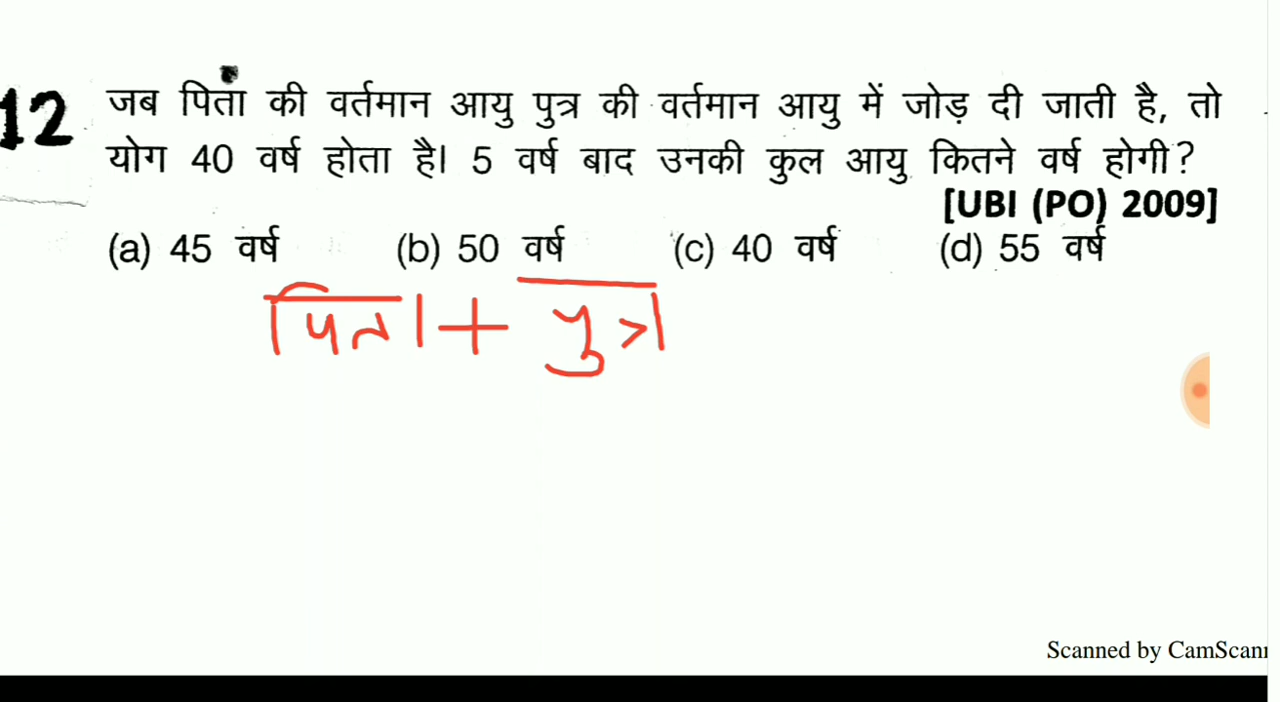 12 जब पिता की वर्तमान आयु पुत्र की वर्तमान आयु में जोड़ दी जाती है, तो
योग 40 वर्ष होता है। 5 वर्ष बाद उनकी कुल आयु कितने वर्ष होगी?
[UBI (PO) 2009]
(a) 45 वर्ष (b) 50 वर्ष (c) 40 वर्ष (d) 55 वर्ष
पिता + पुत्र
Scanned by CamScan